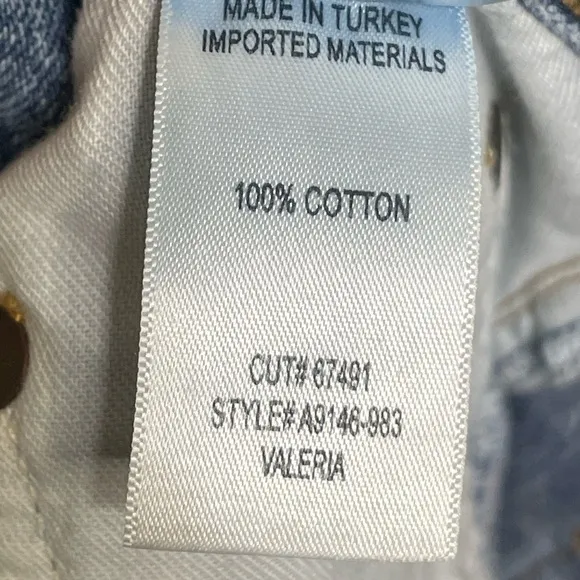 MADE IN TURKEY
IMPORTED MATERIALS
100% COTTON
CUT# 67491
STYLE# A9146-983
VALERIA